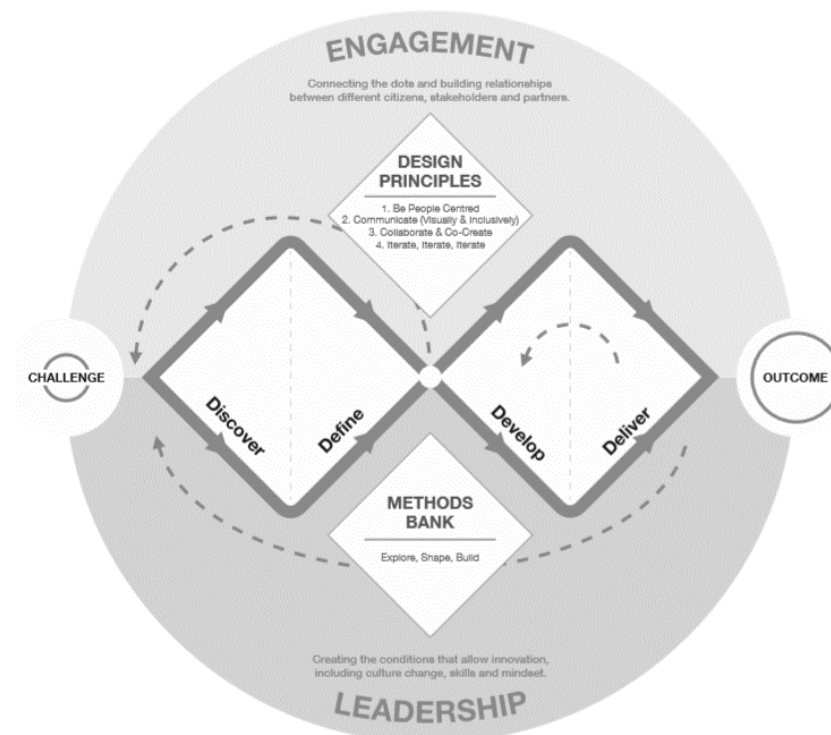 ENGAGEMENT
Connecting the dots and building relationships
between different citizens, stakeholders and partners.
DESIGN
PRINCIPLES
1. Be People Centred
2. Communicate (Visually & Inclusively)
3. Collaborate & Co-Create
4. Iterate, Iterate, Iterate
CHALLENGE
OUTCOME
Discover
Define
Develop
Deliver
METHODS
BANK
Explore, Shape, Build
Creating the conditions that allow innovation,
including culture change, skills and mindset.
LEADERSHIP